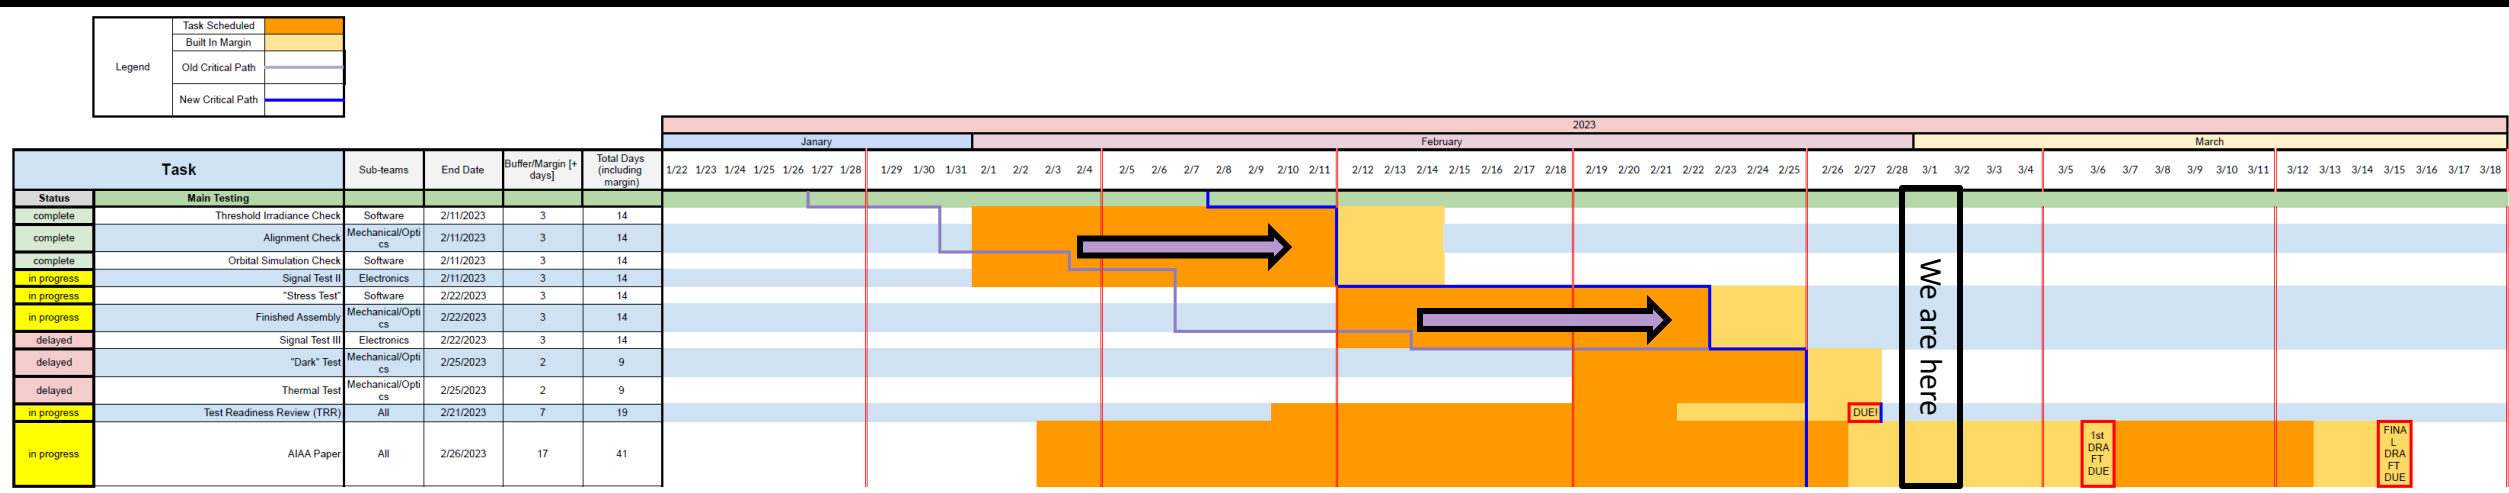 Legend
Task Scheduled
Built In Margin
Old Critical Path
New Critical Path
2023
Janary February March
Task Sub-teams End Date Buffer/Margin [+ days] Total Days (including margin) 1/22 1/23 1/24 1/25 1/26 1/27 1/28 1/29 1/30 1/31 2/1 2/2 2/3 2/4 2/5 2/6 2/7 2/8 2/9 2/10 2/11 2/12 2/13 2/14 2/15 2/16 2/17 2/18 2/19 2/20 2/21 2/22 2/23 2/24 2/25 2/26 2/27 2/28 3/1 3/2 3/3 3/4 3/5 3/6 3/7 3/8 3/9 3/10 3/11 3/12 3/13 3/14 3/15 3/16 3/17 3/18
Status Main Testing
complete Threshold Irradiance Check Software 2/11/2023 3 14
complete Alignment Check Mechanical/Optics 2/11/2023 3 14
complete Orbital Simulation Check Software 2/11/2023 3 14
in progress Signal Test II Electronics 2/11/2023 3 14
in progress "Stress Test" Software 2/22/2023 3 14
in progress Finished Assembly Mechanical/Optics 2/22/2023 3 14
delayed Signal Test III Electronics 2/22/2023 3 14
delayed "Dark" Test Mechanical/Optics 2/25/2023 2 9
delayed Thermal Test Mechanical/Optics 2/25/2023 2 9
in progress Test Readiness Review (TRR) All 2/21/2023 7 19 DUE!
in progress AIAA Paper All 2/26/2023 17 41
We are here
1st
DRA
FT
DUE
FINA
L
DRA
FT
DUE